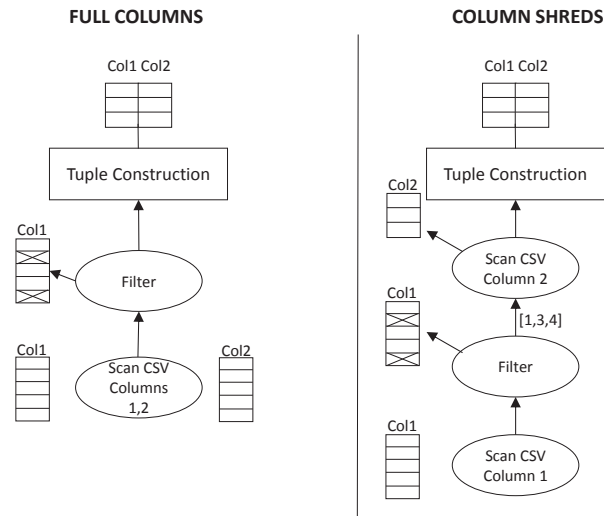 FULL COLUMNS
Col1 Col2
Tuple Construction
Col1
Filter
Col1
Scan CSV
Columns
1,2
Col2
COLUMN SHREDS
Col1 Col2
Tuple Construction
Col2
Scan CSV
Column 2
[1,3,4]
Col1
Filter
Col1
Scan CSV
Column 1